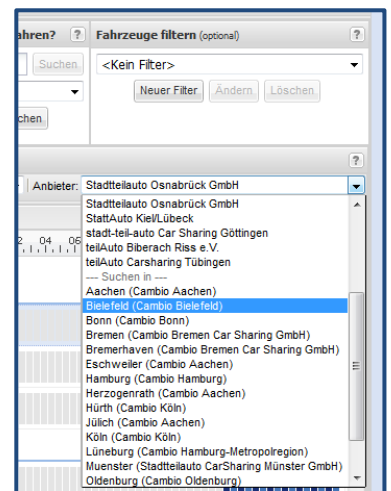 ahren? ? Fahrzeuge filtern (optional) ?
Suchen <Kein Filter>
Neuer Filter Ändern Löschen
chen
?
Anbieter: Stadtteilauto Osnabrück GmbH
Stadtteilauto Osnabrück GmbH
StattAuto Kiel/Lübeck
2 04 06
stadt-teil-auto Car Sharing Göttingen
teilAuto Biberach Riss e.V.
teilAuto Carsharing Tübingen
--- Suchen in ---
Aachen (Cambio Aachen)
Bielefeld (Cambio Bielefeld)
Bonn (Cambio Bonn)
Bremen (Cambio Bremen Car Sharing GmbH)
Bremerhaven (Cambio Bremen Car Sharing GmbH)
Eschweiler (Cambio Aachen)
Hamburg (Cambio Hamburg)
Herzogenrath (Cambio Aachen)
Hürth (Cambio Köln)
Jülich (Cambio Aachen)
Köln (Cambio Köln)
Lüneburg (Cambio Hamburg-Metropolregion)
Muenster (Stadtteilauto CarSharing Münster GmbH)
Oldenburg (Cambio Oldenburg)